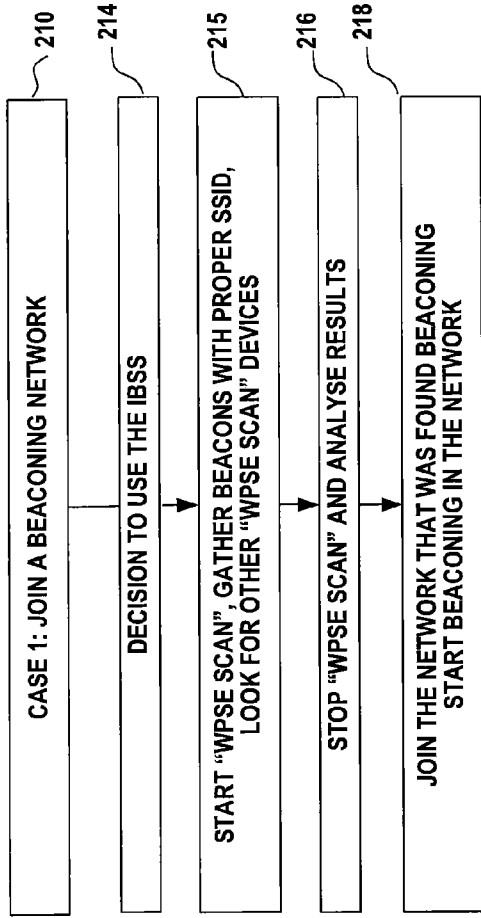 CASE 1: JOIN A BEACONING NETWORK
210
DECISION TO USE THE IBSS
214
START “WPSE SCAN”, GATHER BEACONS WITH PROPER SSID,
LOOK FOR OTHER “WPSE SCAN” DEVICES
215
STOP “WPSE SCAN” AND ANALYSE RESULTS
216
JOIN THE NETWORK THAT WAS FOUND BEACONING
START BEACONING IN THE NETWORK
218